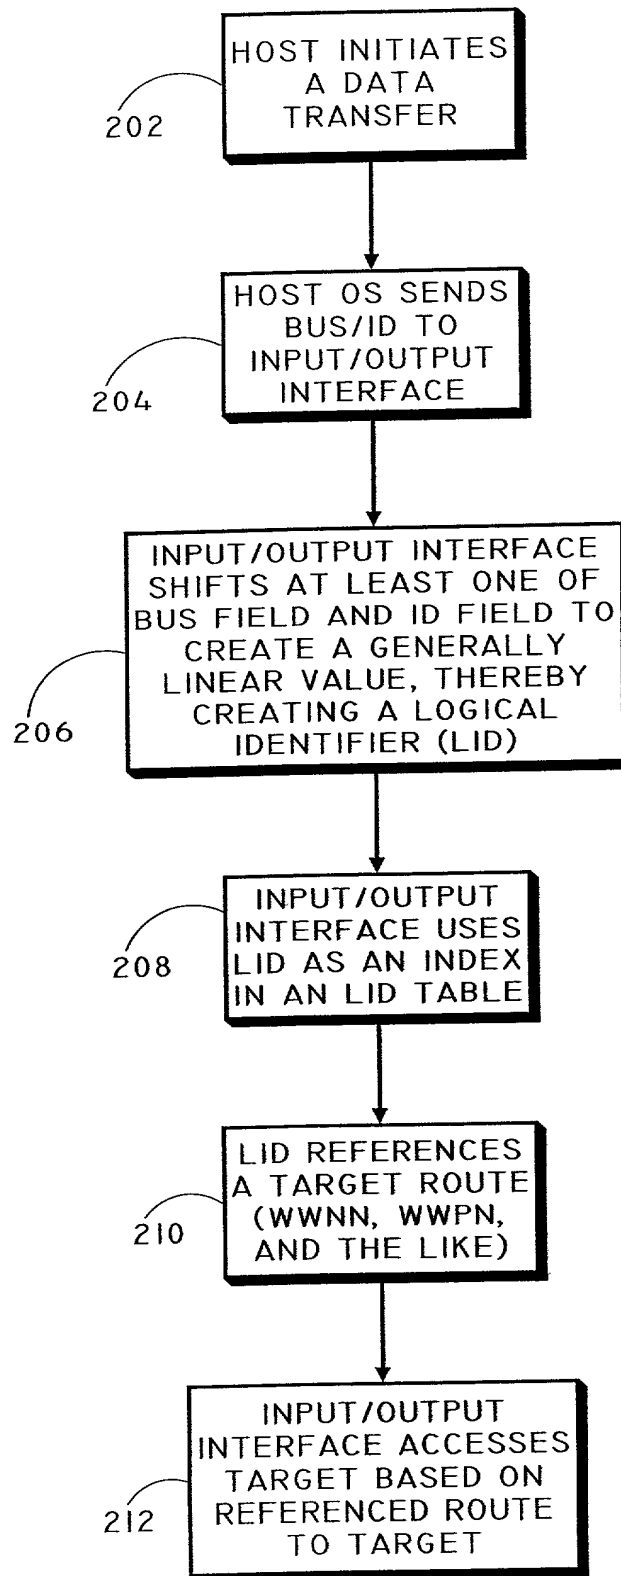 HOST INITIATES
A DATA
TRANSFER
202
HOST OS SENDS
BUS/ID TO
INPUT/OUTPUT
INTERFACE
204
INPUT/OUTPUT INTERFACE
SHIFTS AT LEAST ONE OF
BUS FIELD AND ID FIELD TO
CREATE A GENERALLY
LINEAR VALUE, THEREBY
CREATING A LOGICAL
IDENTIFIER (LID)
206
INPUT/OUTPUT
INTERFACE USES
LID AS AN INDEX
IN AN LID TABLE
208
LID REFERENCES
A TARGET ROUTE
(WWNN, WWPN,
AND THE LIKE)
210
INPUT/OUTPUT
INTERFACE ACCESSES
TARGET BASED ON
REFERENCED ROUTE
TO TARGET
212